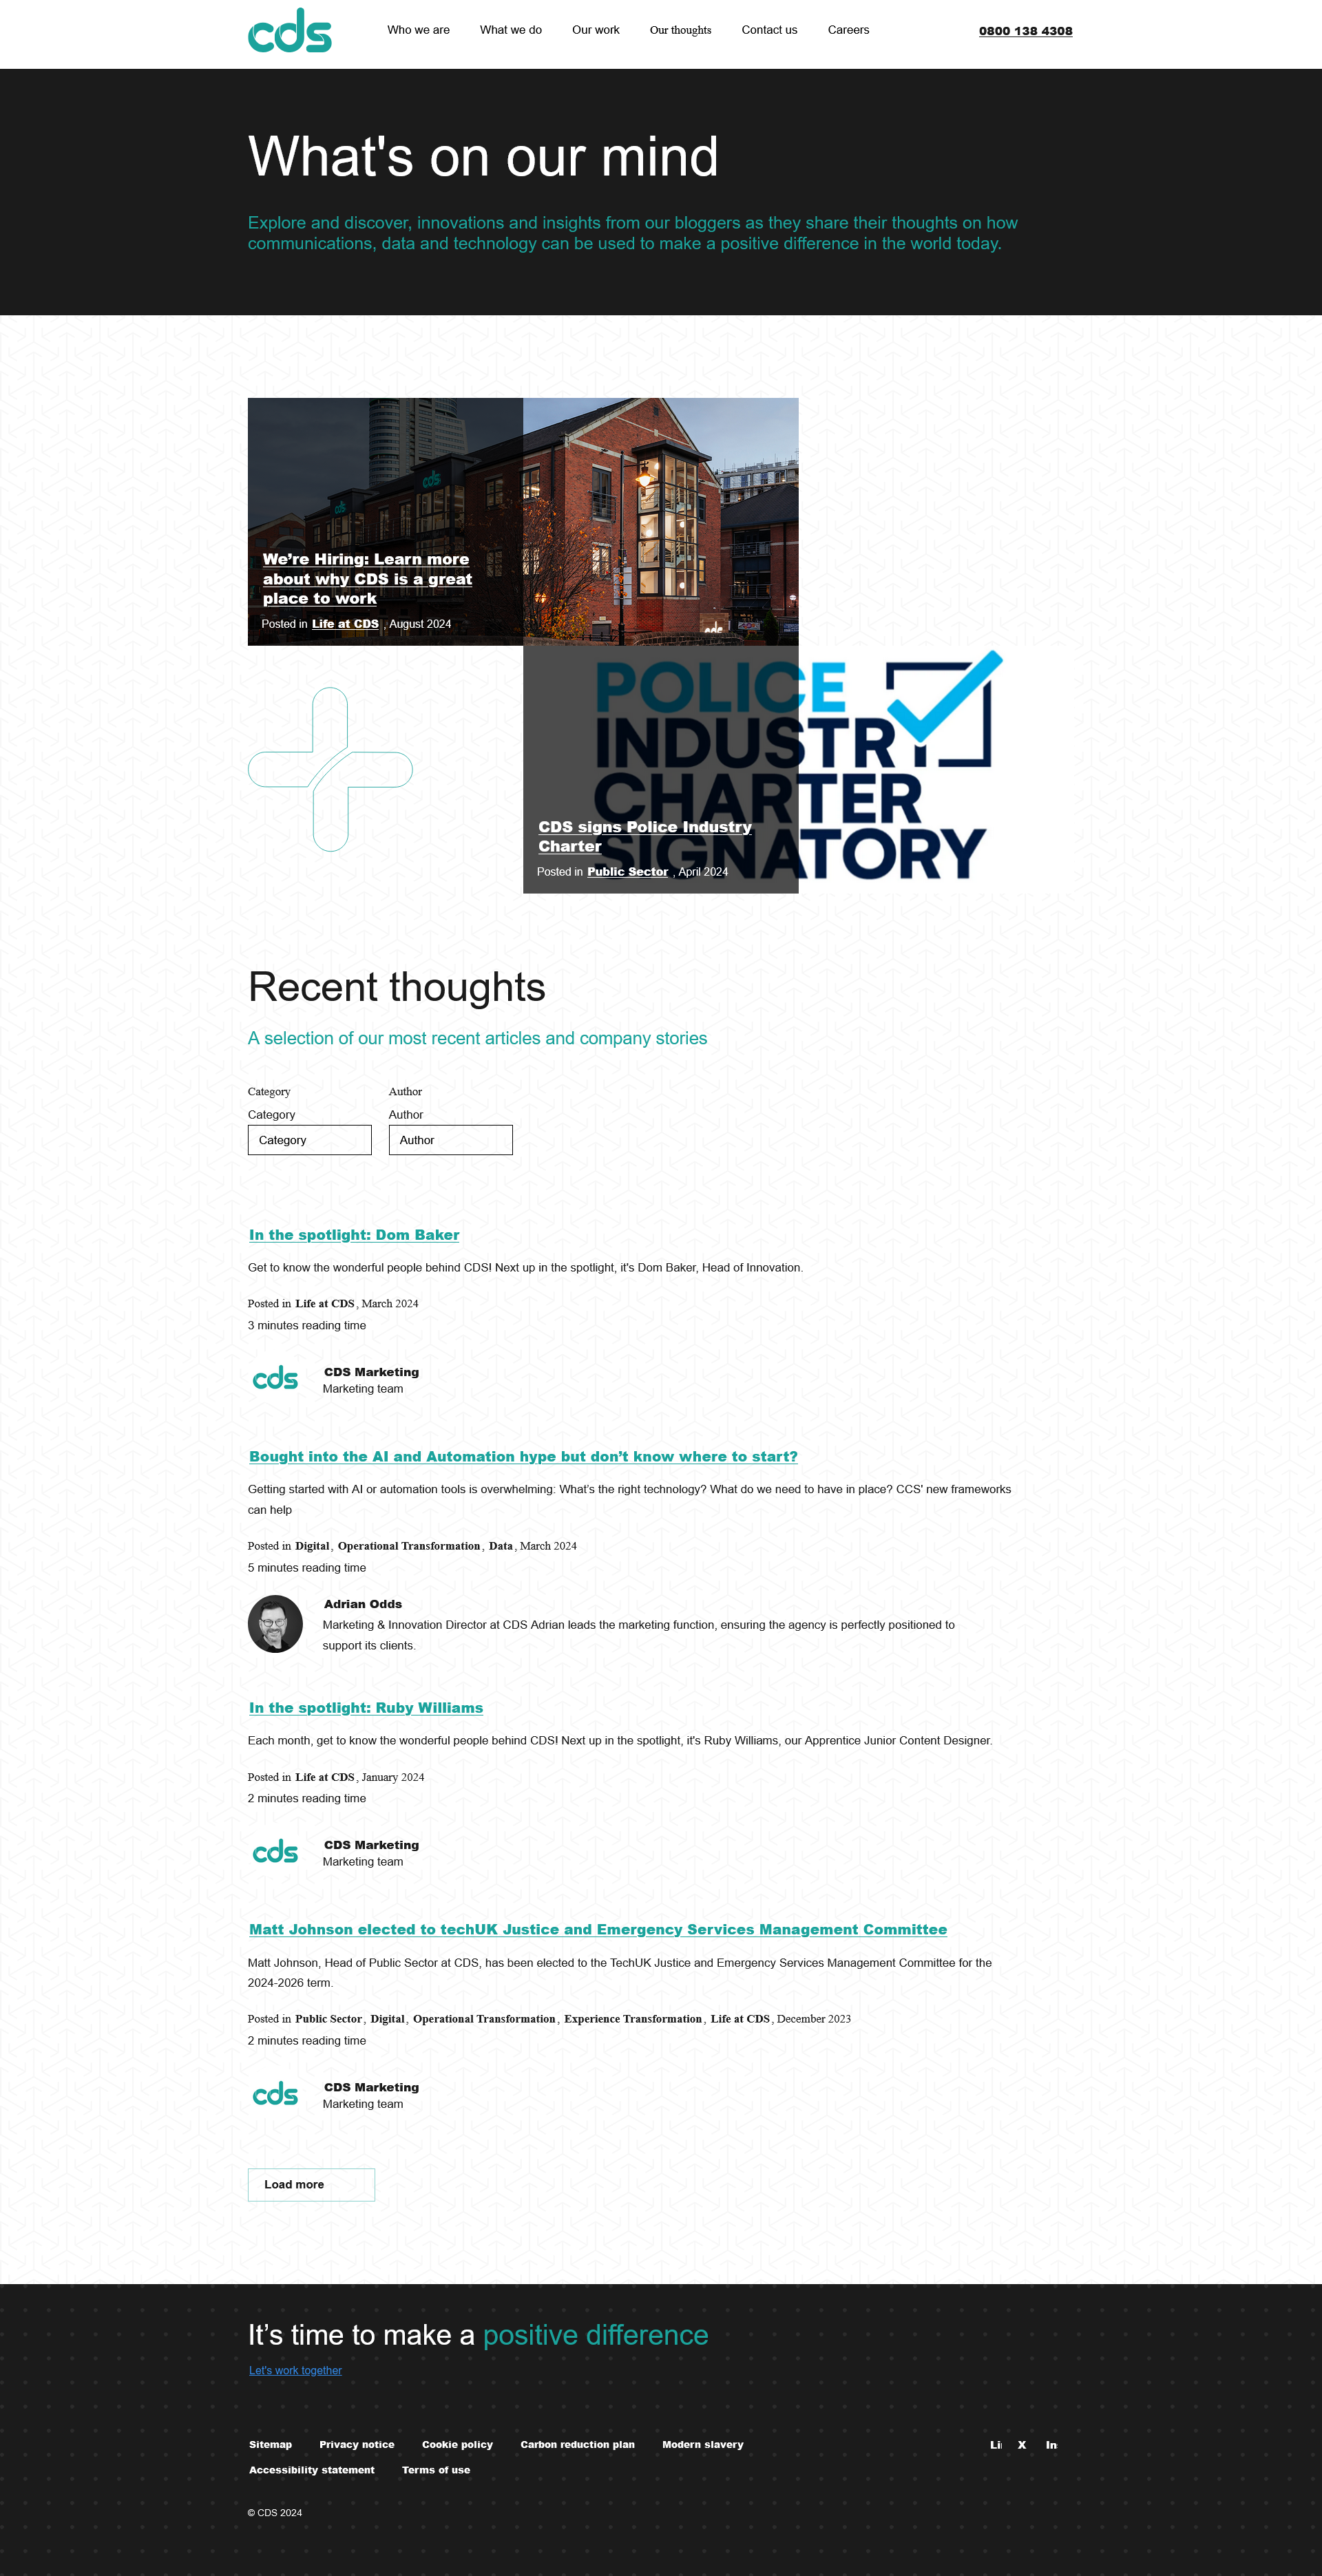 cds
Who we are
What we do
Our work
Our thoughts
Contact us
Careers
0800 138 4308
What's on our mind
Explore and discover, innovations and insights from our bloggers as they share their thoughts on how
communications, data and technology can be used to make a positive difference in the world today.
cds
cds
cds
We’re Hiring: Learn more
about why CDS is a great
place to work
Posted in Life at CDS , August 2024
POLICE
INDUSTRY
CHARTER
SIGNATORY
CDS signs Police Industry
Charter
Posted in Public Sector , April 2024
Recent thoughts
A selection of our most recent articles and company stories
Category
Author
Category
Author
Category
Author
In the spotlight: Dom Baker
Get to know the wonderful people behind CDS! Next up in the spotlight, it's Dom Baker, Head of Innovation.
Posted in Life at CDS, March 2024
3 minutes reading time
cds
CDS Marketing
Marketing team
Bought into the AI and Automation hype but don’t know where to start?
Getting started with AI or automation tools is overwhelming: What’s the right technology? What do we need to have in place? CCS' new frameworks
can help
Posted in Digital, Operational Transformation, Data, March 2024
5 minutes reading time
Adrian Odds
Marketing & Innovation Director at CDS Adrian leads the marketing function, ensuring the agency is perfectly positioned to
support its clients.
In the spotlight: Ruby Williams
Each month, get to know the wonderful people behind CDS! Next up in the spotlight, it's Ruby Williams, our Apprentice Junior Content Designer.
Posted in Life at CDS, January 2024
2 minutes reading time
cds
CDS Marketing
Marketing team
Matt Johnson elected to techUK Justice and Emergency Services Management Committee
Matt Johnson, Head of Public Sector at CDS, has been elected to the TechUK Justice and Emergency Services Management Committee for the
2024-2026 term.
Posted in Public Sector, Digital, Operational Transformation, Experience Transformation, Life at CDS, December 2023
2 minutes reading time
cds
CDS Marketing
Marketing team
Load more
It’s time to make a positive difference
Let's work together
Sitemap
Privacy notice
Cookie policy
Carbon reduction plan
Modern slavery
Li
X
In
Accessibility statement
Terms of use
© CDS 2024